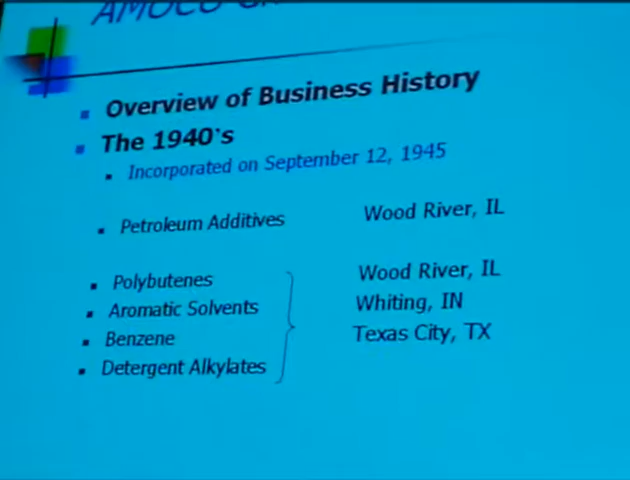 AMOCO
Overview of Business History
The 1940's
Incorporated on September 12, 1945
Petroleum Additives Wood River, IL
Polybutenes Wood River, IL
Aromatic Solvents Whiting, IN
Benzene Texas City, TX
Detergent Alkylates